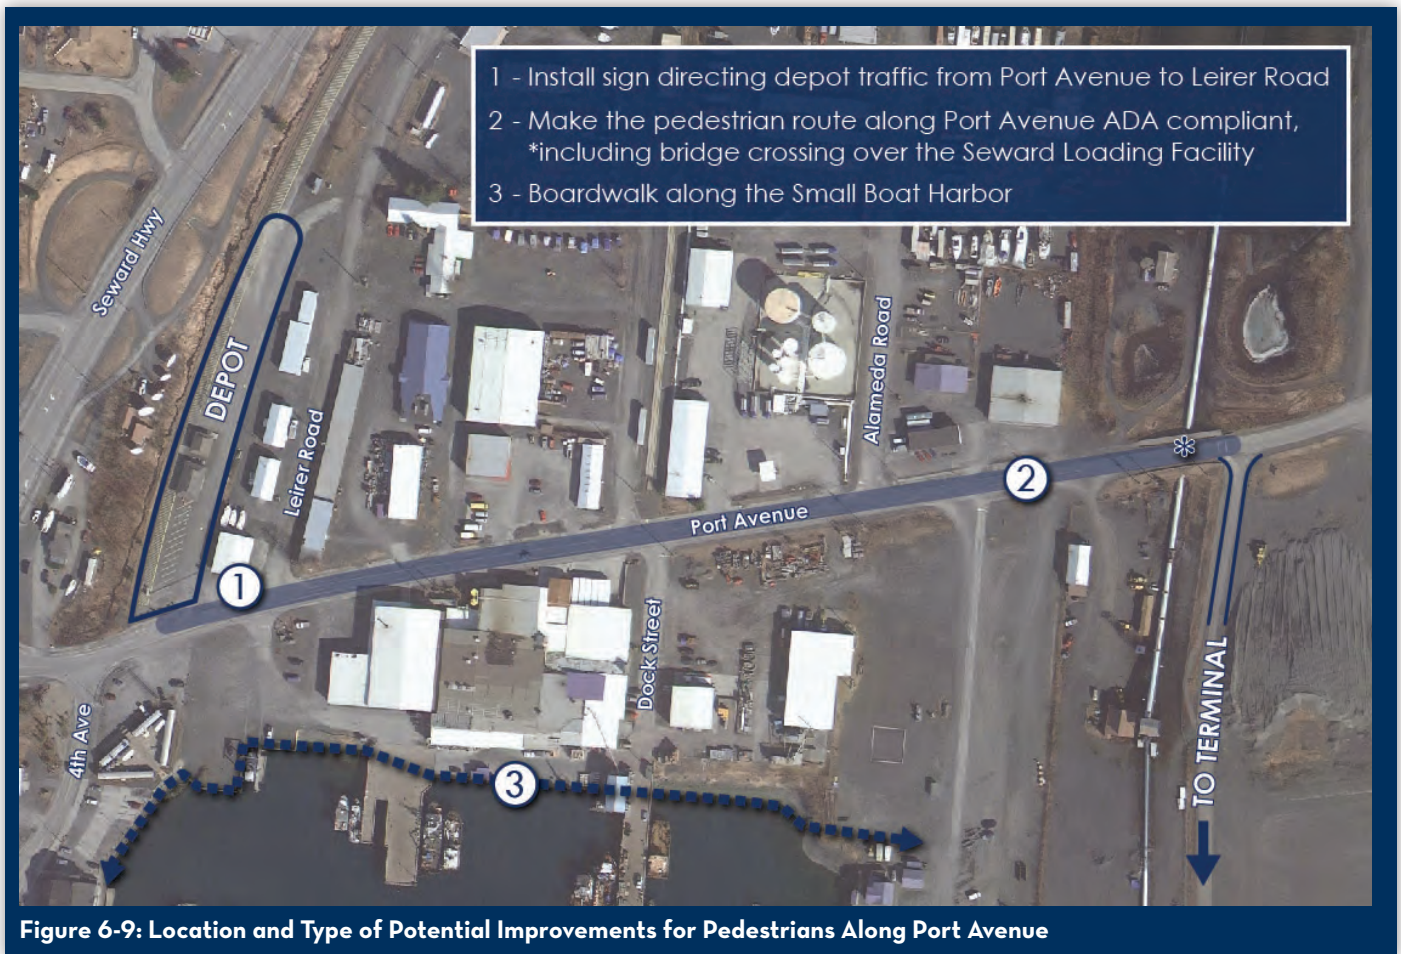 1 - Install sign directing depot traffic from Port Avenue to Leirer Road
2 - Make the pedestrian route along Port Avenue ADA compliant,
*including bridge crossing over the Seward Loading Facility
3 - Boardwalk along the Small Boat Harbor
Seward Hwy
DEPOT
Leirer Road
Alameda Road
*
2
Port Avenue
1
Dock Street
4th Ave
3
TO TERMINAL
Figure 6-9: Location and Type of Potential Improvements for Pedestrians Along Port Avenue